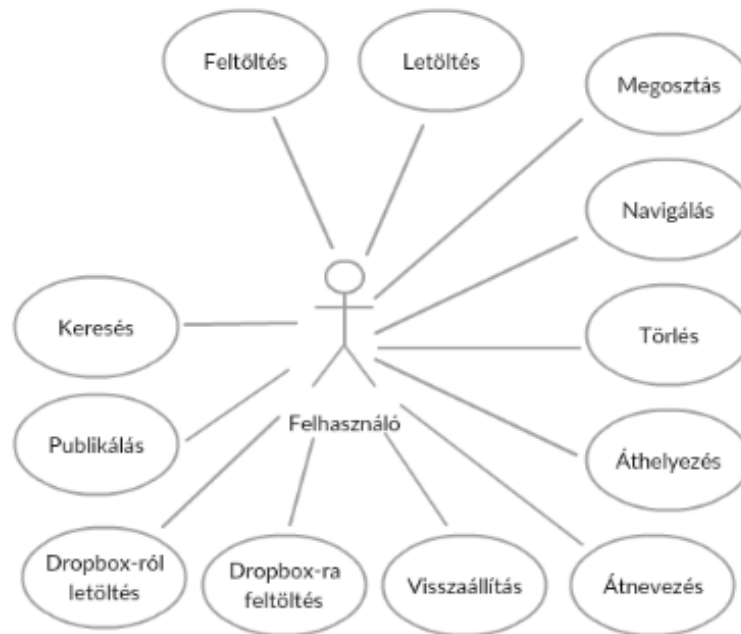 Feltöltés
Letöltés
Megosztás
Navigálás
Keresés
Törlés
Publikálás
Felhasználó
Áthelyezés
Dropbox-ról
letöltés
Dropbox-ra
feltöltés
Visszaállítás
Átnevezés